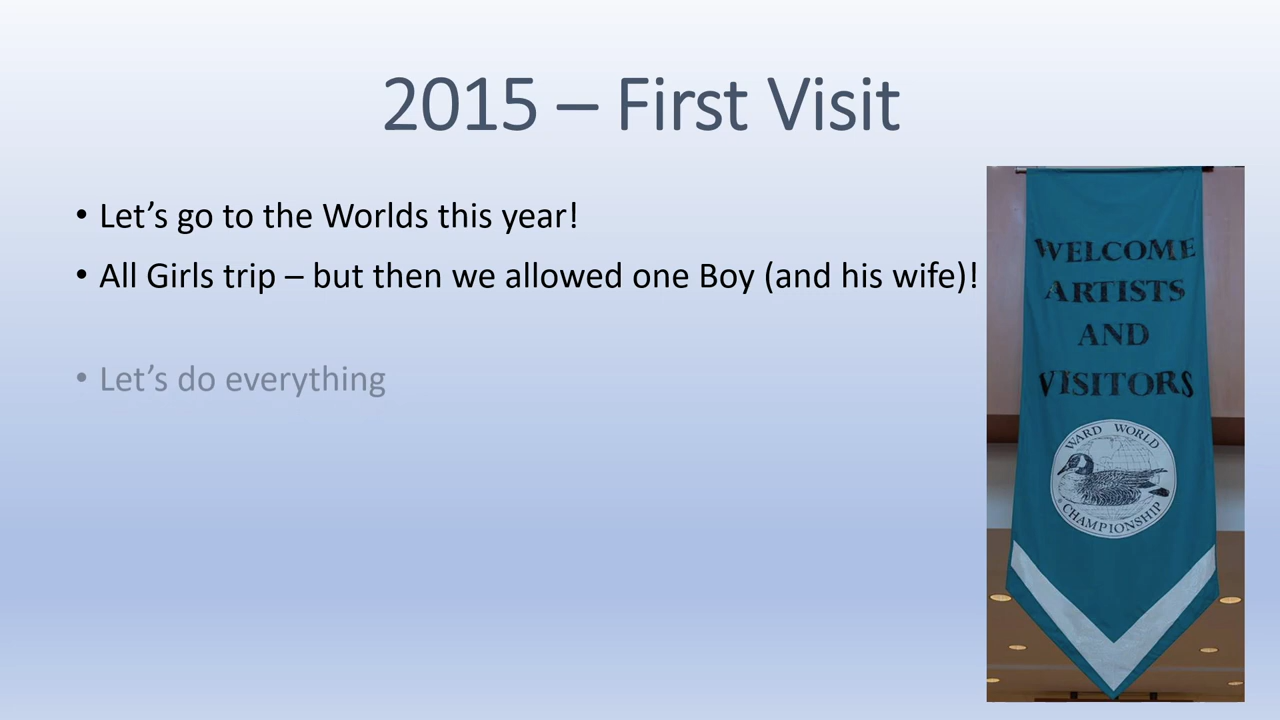 2015 – First Visit
• Let’s go to the Worlds this year!
• All Girls trip – but then we allowed one Boy (and his wife)!
• Let’s do everything
WELCOME
ARTISTS
AND
VISITORS
WARD WORLD
CHAMPIONSHIP
®